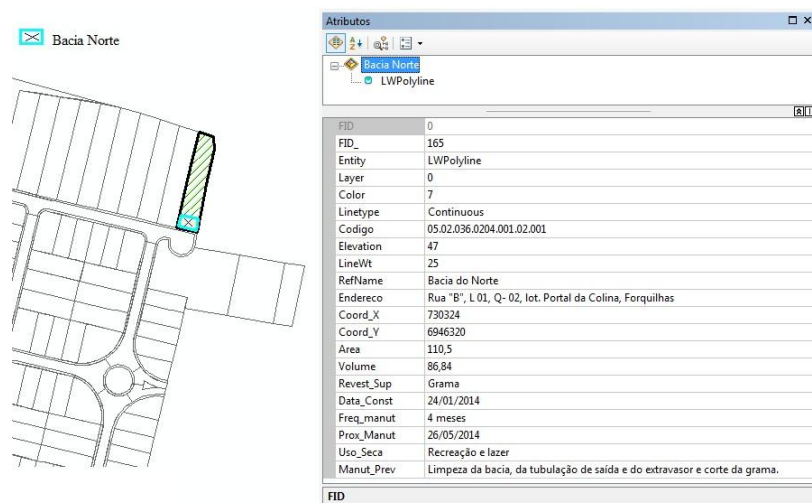 Bacia Norte
Atributos
Bacia Norte
LWPolyline
FID 0
FID_ 165
Entity LWPolyline
Layer 0
Color 7
Linetype Continuous
Codigo 05.02.036.0204.001.02.001
Elevation 47
LineWt 25
RefName Bacia do Norte
Endereco Rua "B", L 01, Q- 02, lot. Portal da Colina, Forquilhas
Coord_X 730324
Coord_Y 6946320
Area 110,5
Volume 86,84
Revest_Sup Grama
Data_Const 24/01/2014
Freq_manut 4 meses
Prox_Manut 26/05/2014
Uso_Seca Recreação e lazer
Manut_Prev Limpeza da bacia, da tubulação de saída e do extravasor e corte da grama.
FID